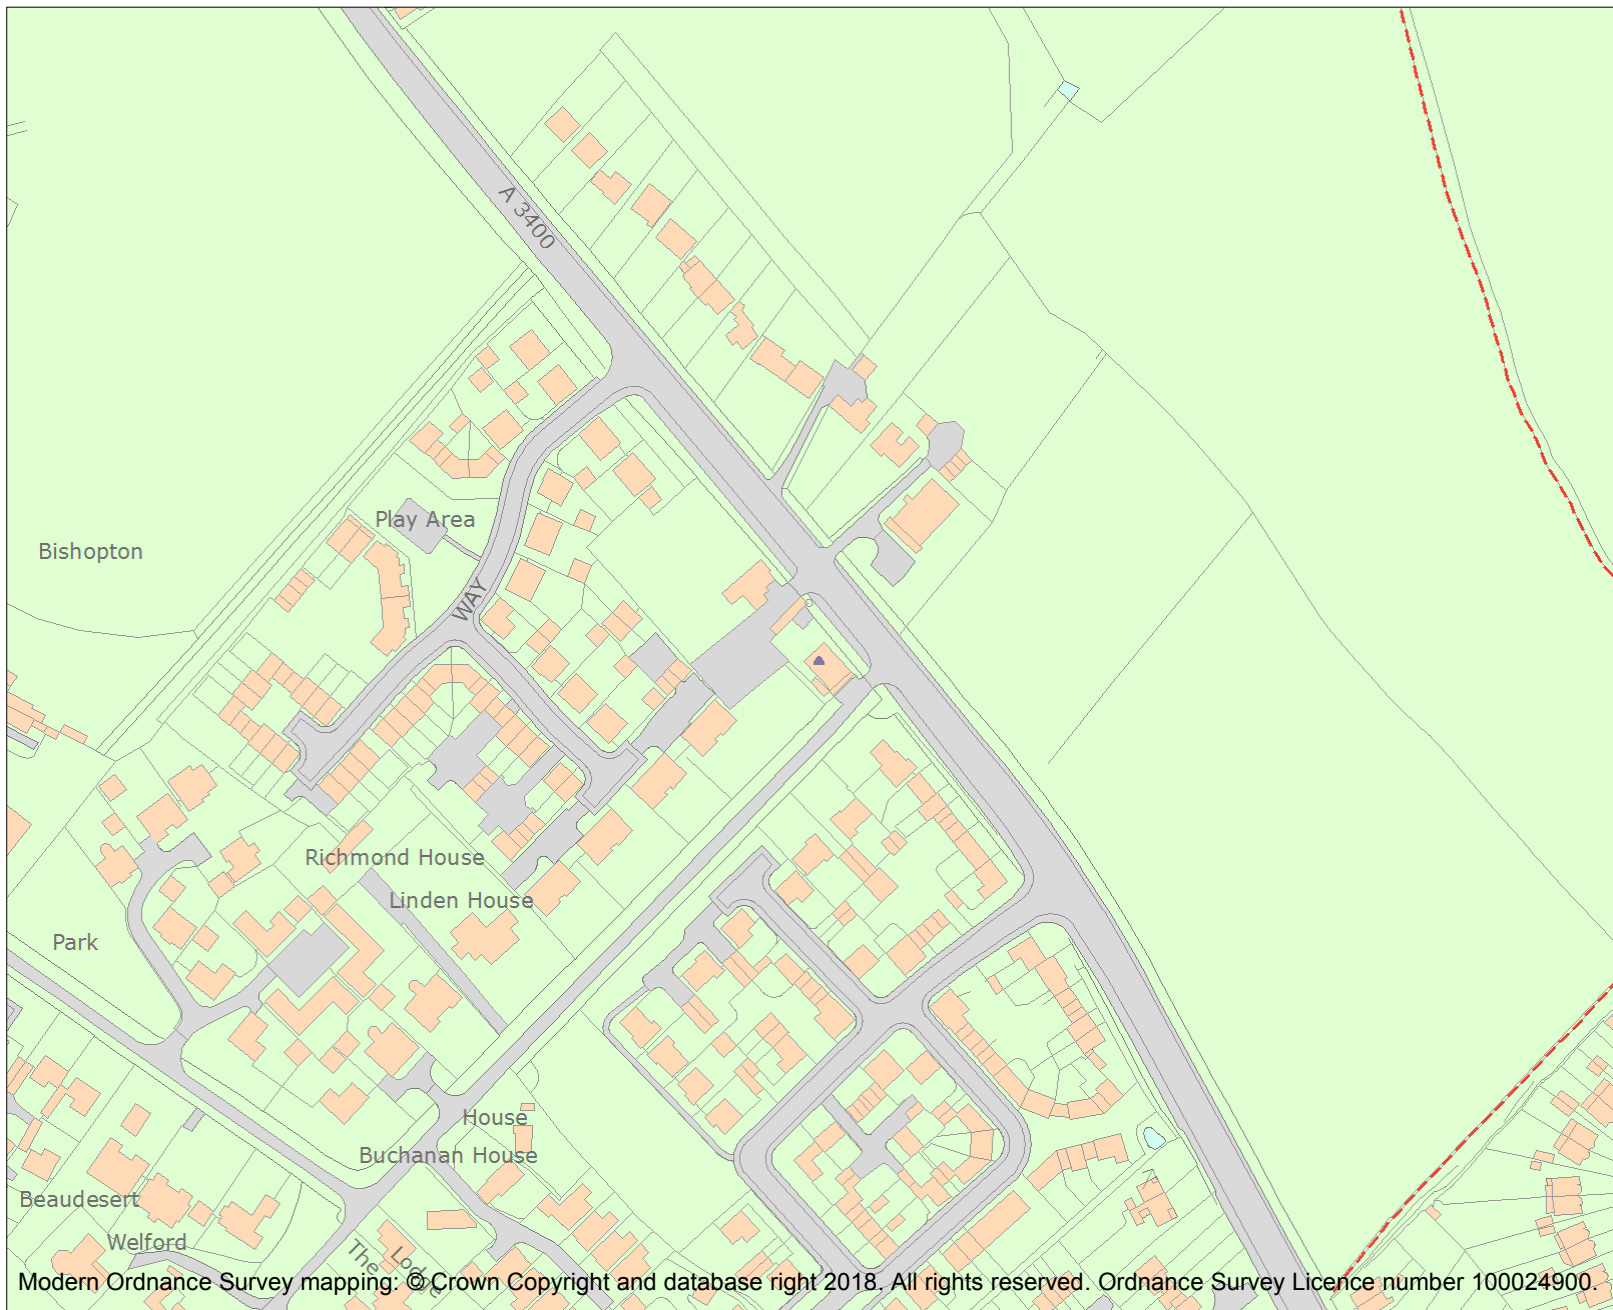 A 3400
Play Area
Bishopton
WAY
Richmond House
Linden House
Park
House
Buchanan House
Beaudesert
Welford
The
Lodge
Modern Ordnance Survey mapping: © Crown Copyright and database right 2018. All rights reserved. Ordnance Survey Licence number 100024900.